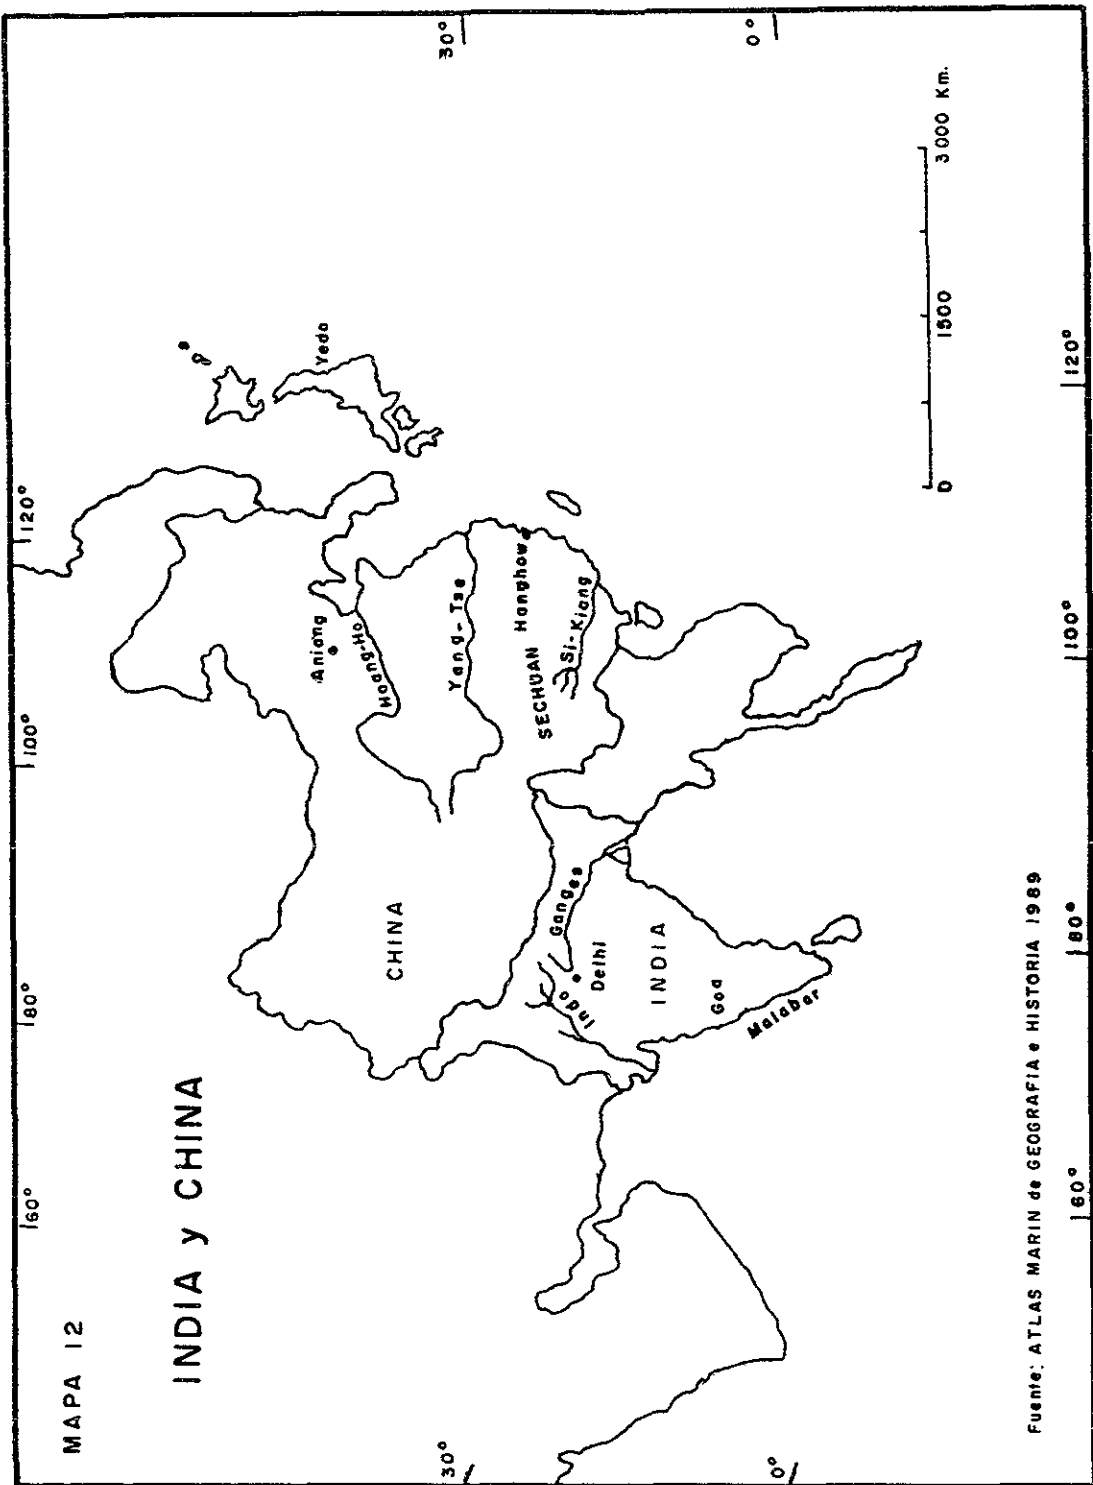 MAPA 12
INDIA y CHINA
60°
80°
100°
120°
30°
30°
0°
0°
60°
80°
100°
120°
CHINA
Aniang
Hoang-Ho
Yang-Tse
SECHUAN
Hanghow
Si-Kiang
Yedo
Ganges
Indo
Delhi
INDIA
Goa
Malabar
0 1500 3000 Km.
Fuente: ATLAS MARIN de GEOGRAFIA e HISTORIA 1989